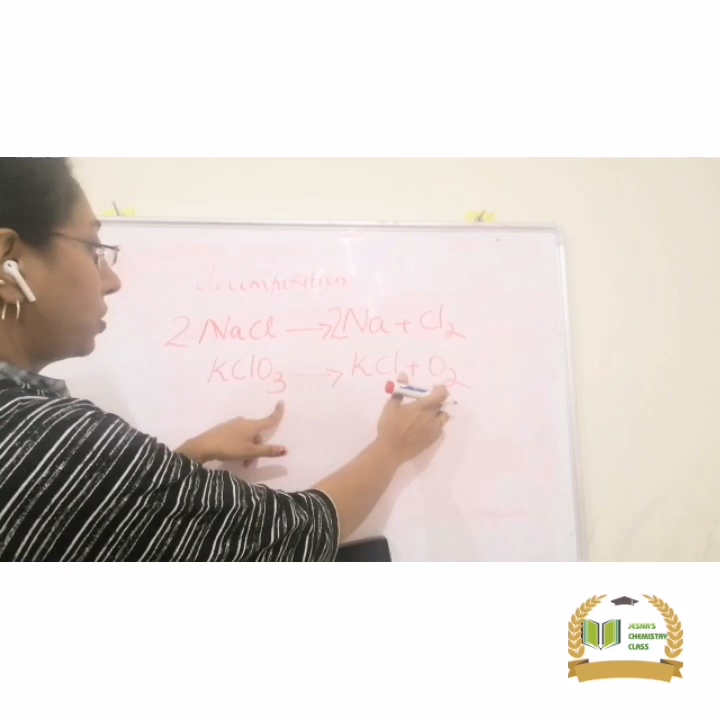 decomposition
2 NaCl → 2Na + Cl2
KClO3 → KCl + O2
JESNA'S
CHEMISTRY
CLASS